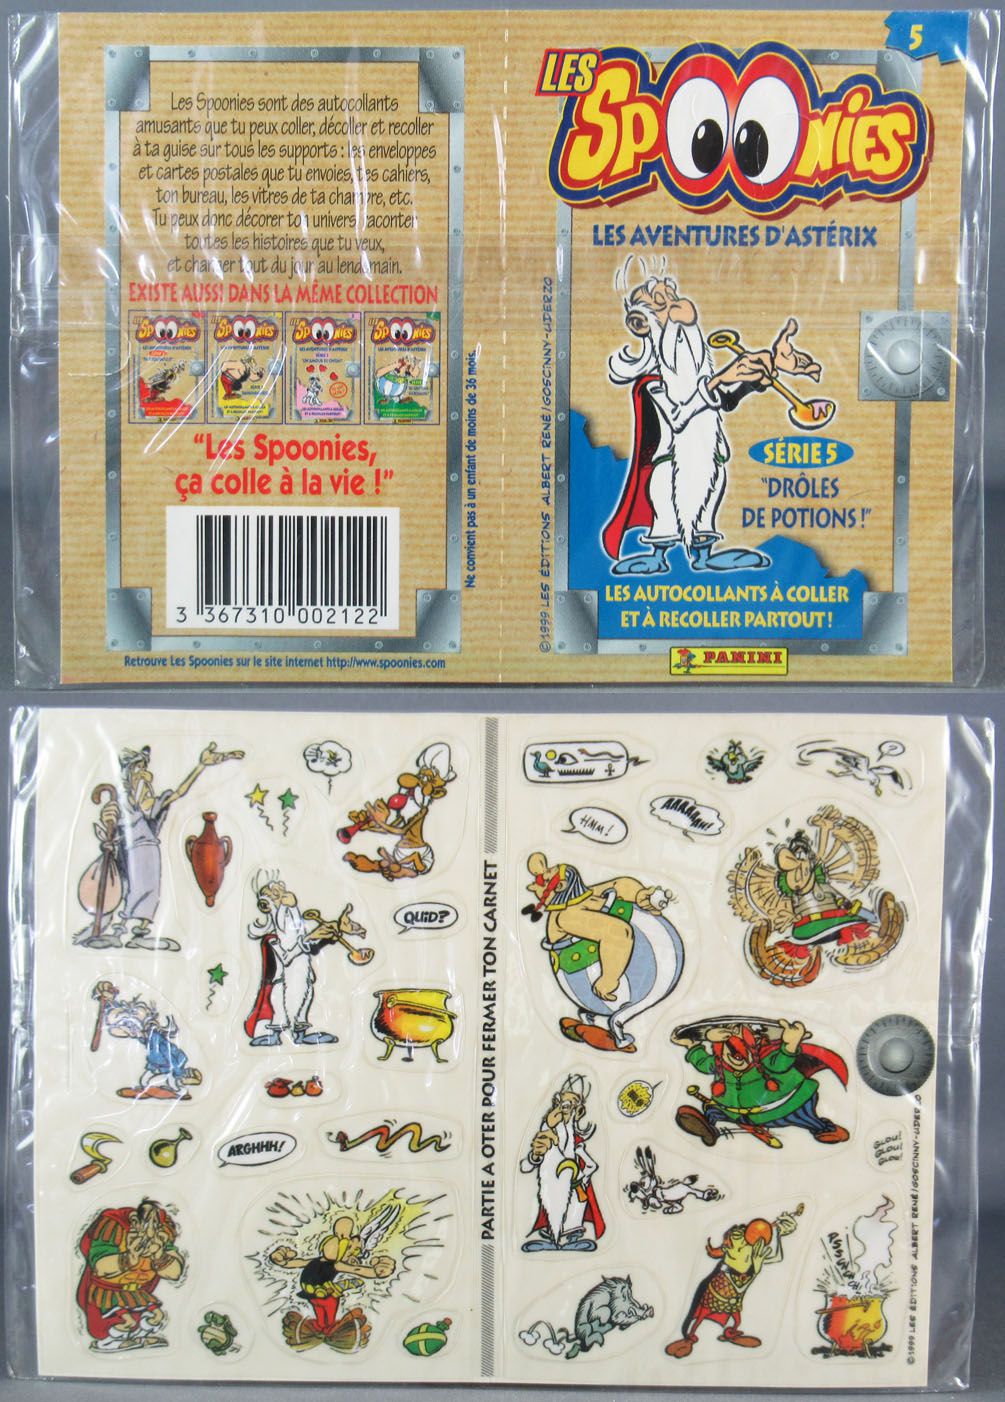 Les Spoonies sont des autocollants
amusants que tu peux coller, décoller et recoller
à ta guise sur tous les supports : les enveloppes
et cartes postales que tu envoies, tes cahiers,
ton bureau, les vitres de ta chambre, etc.
Tu peux donc décorer ton univers, raconter
toutes les histoires que tu veux,
et changer tout du jour au lendemain.
EXISTE AUSSI DANS LA MÊME COLLECTION
"Les Spoonies,
ça colle à la vie !"
3 367310 002122
Retrouve Les Spoonies sur le site internet http://www.spoonies.com
Ne convient pas à un enfant de moins de 36 mois.
5
LES
SPOONIES
LES AVENTURES D'ASTÉRIX
©1999 LES ÉDITIONS ALBERT RENÉ/GOSCINNY-UDERZO
SÉRIE 5
"DRÔLES
DE POTIONS !"
LES AUTOCOLLANTS À COLLER
ET À RECOLLER PARTOUT !
PANINI
QUID?
ARGHHH!
PARTIE A OTER POUR FERMER TON CARNET
?
HMM!
AAAAAAAH!
GLOU!
GLOU!
GLOU!
©1999 LES ÉDITIONS ALBERT RENÉ/GOSCINNY-UDERZO